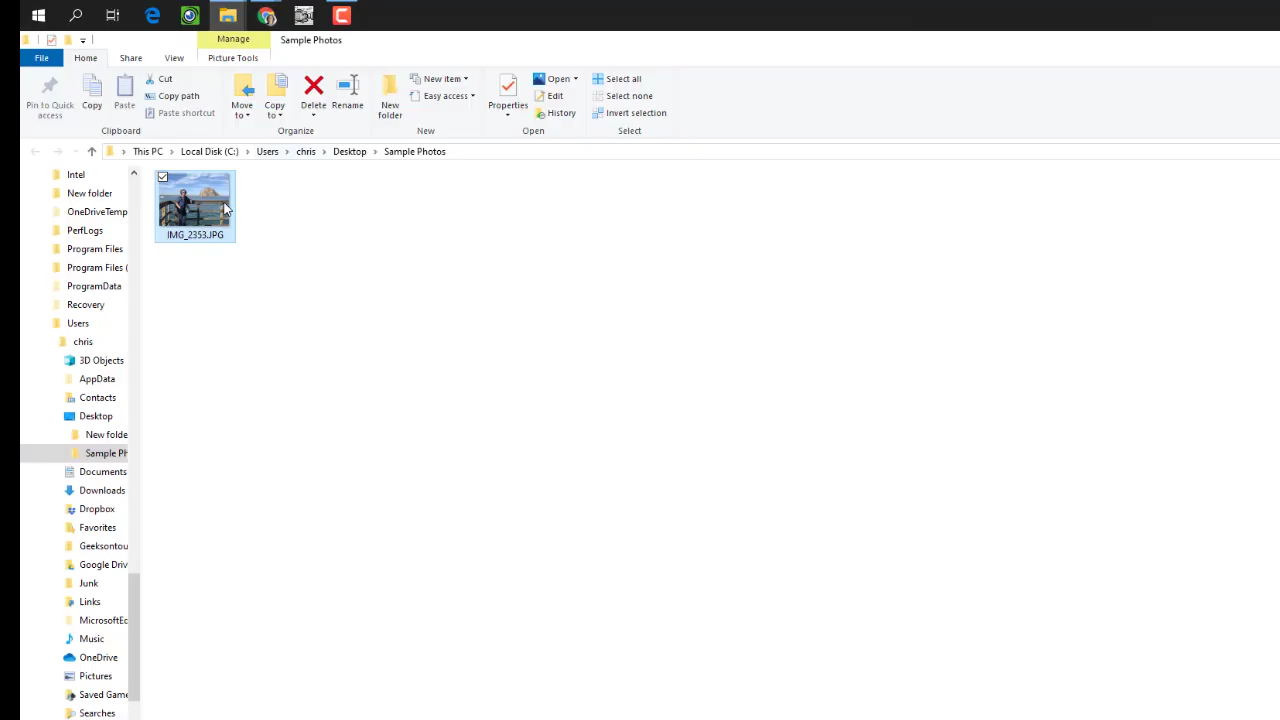 Manage
Sample Photos
File
Home
Share
View
Picture Tools
Pin to Quick access
Copy
Paste
Cut
Copy path
Paste shortcut
Clipboard
Move to
Copy to
Delete
Rename
Organize
New folder
New item
Easy access
New
Properties
Open
Edit
History
Open
Select all
Select none
Invert selection
Select
This PC > Local Disk (C:) > Users > chris > Desktop > Sample Photos
Intel
New folder
OneDriveTemp
PerfLogs
Program Files
Program Files (
ProgramData
Recovery
Users
chris
3D Objects
AppData
Contacts
Desktop
New folde
Sample Ph
Documents
Downloads
Dropbox
Favorites
Geeksontou
Google Driv
Junk
Links
MicrosoftEd
Music
OneDrive
Pictures
Saved Game
Searches
IMG_2353.JPG